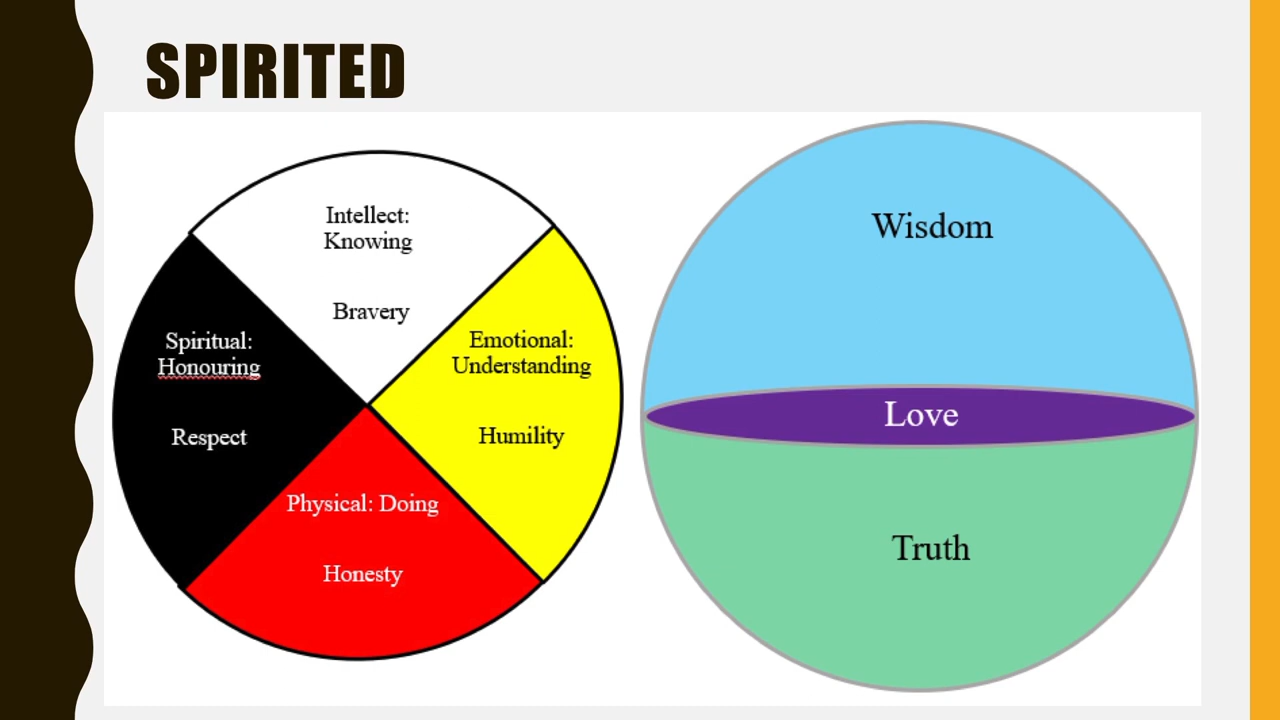 SPIRITED
Intellect:
Knowing
Bravery
Spiritual:
Honouring
Respect
Emotional:
Understanding
Humility
Physical: Doing
Honesty
Wisdom
Love
Truth